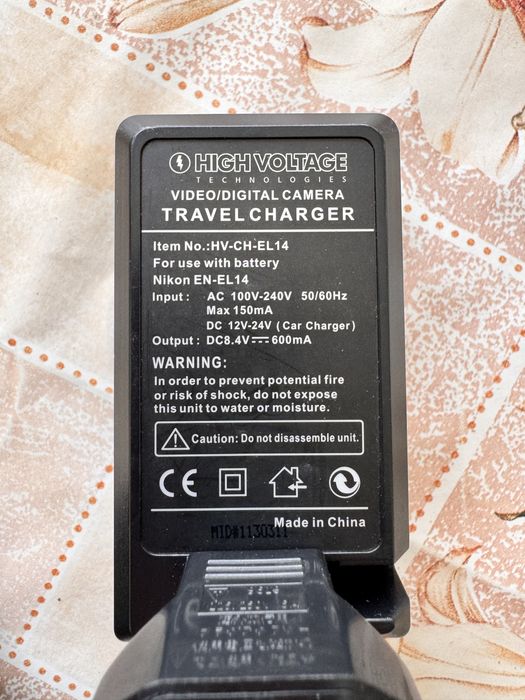 HIGH VOLTAGE
TECHNOLOGIES
VIDEO/DIGITAL CAMERA
TRAVEL CHARGER
Item No.:HV-CH-EL14
For use with battery
Nikon EN-EL14
Input : AC 100V-240V 50/60Hz
Max 150mA
DC 12V-24V ( Car Charger )
Output : DC8.4V⎓600mA
WARNING:
In order to prevent potential fire
or risk of shock, do not expose
this unit to water or moisture.
Caution: Do not disassemble unit.
CE
Made in China
MID#1130311